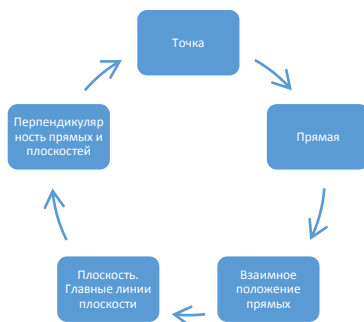 Точка
Прямая
Взаимное
положение
прямых
Плоскость.
Главные линии
плоскости
Перпендикуляр
ность прямых и
плоскостей